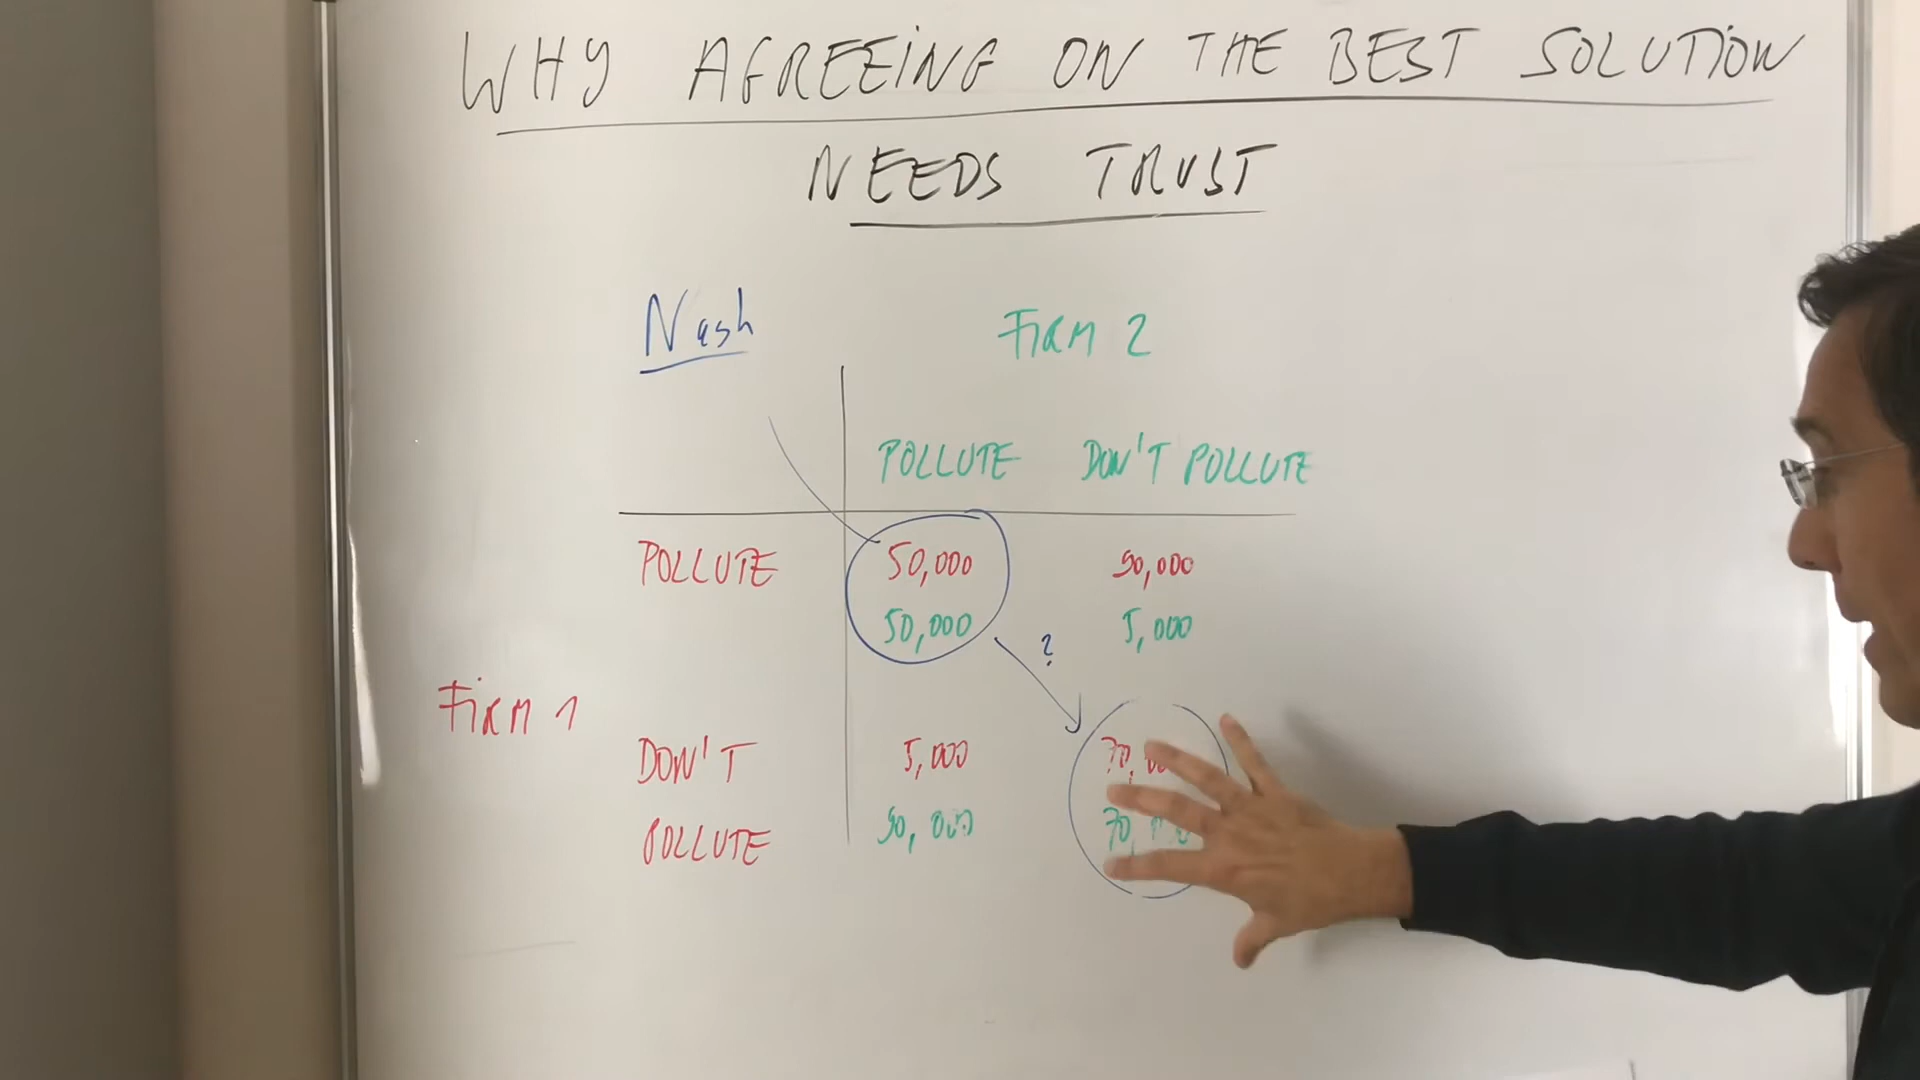 WHY AGREEING ON THE BEST SOLUTION
NEEDS TRUST
Nash
FIRM 2
POLLUTE DON'T POLLUTE
POLLUTE 50,000 90,000
50,000 5,000
?
FIRM 1
DON'T 5,000
POLLUTE 90,000